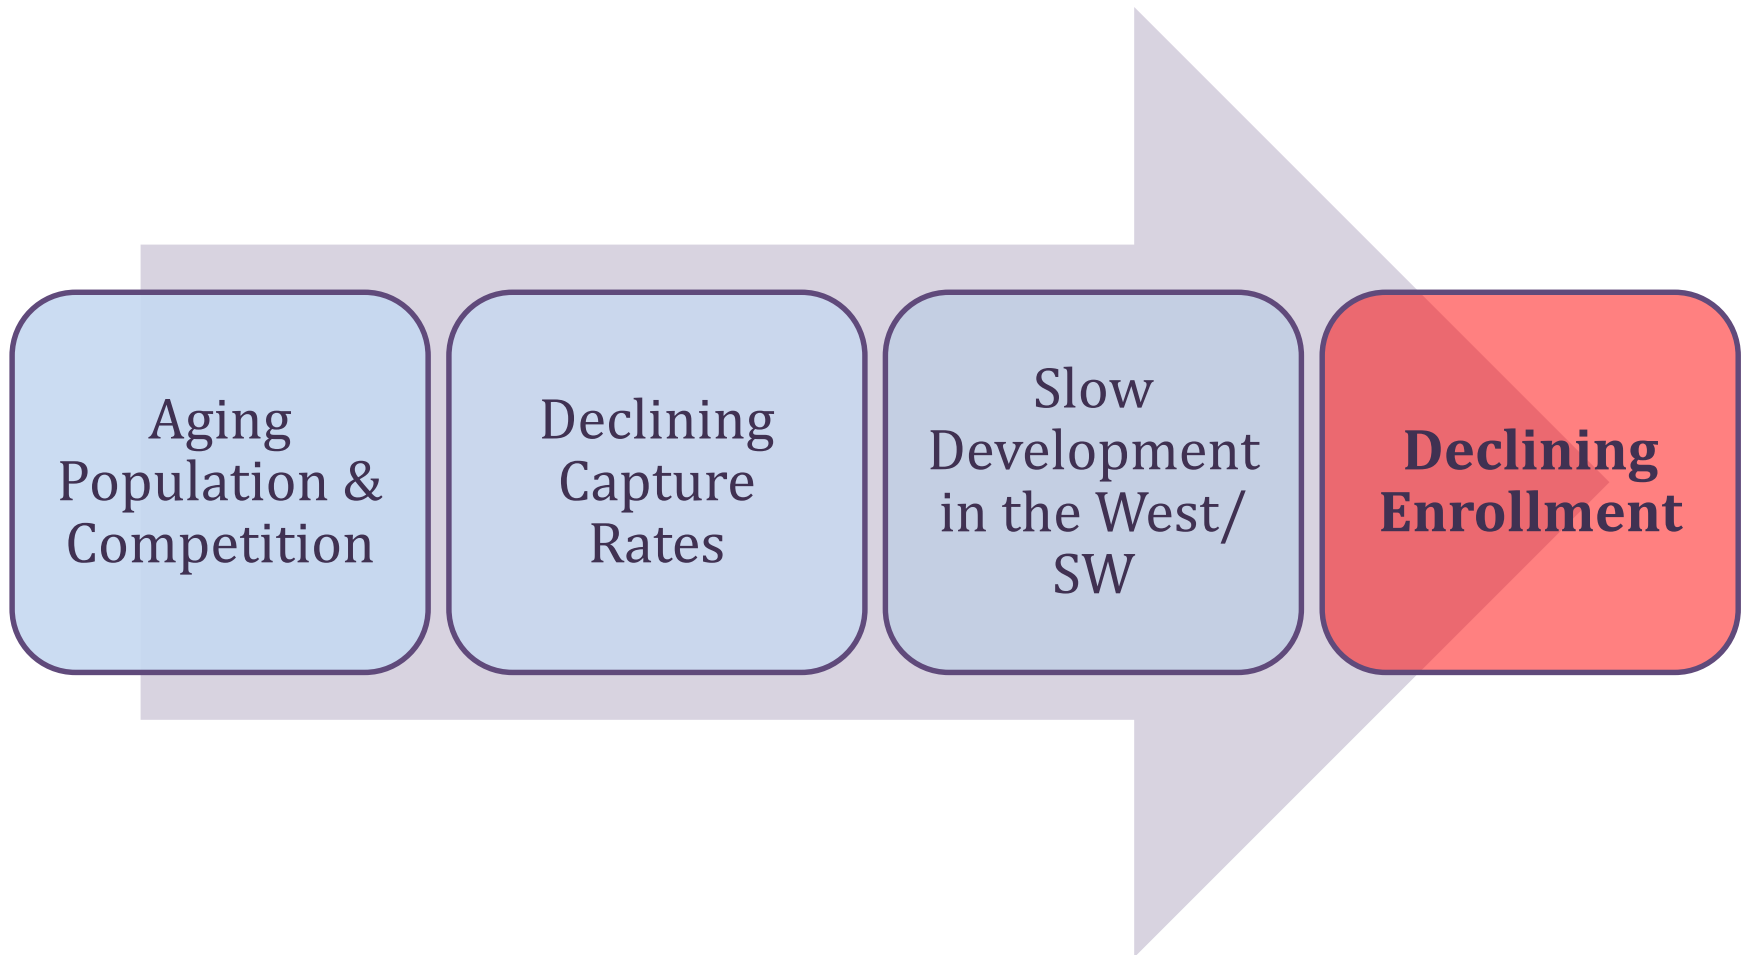 Aging
Population &
Competition
Declining
Capture
Rates
Slow
Development
in the West/
SW
Declining
Enrollment